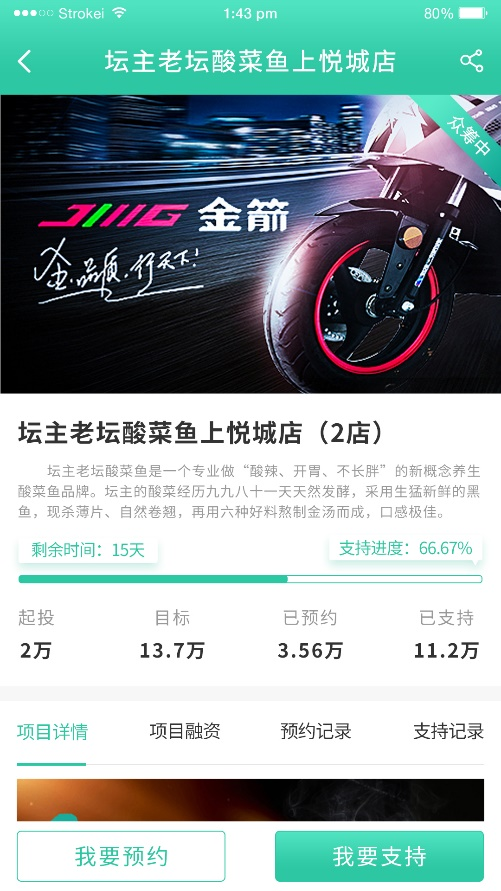 Strokei
1:43 pm
80%
坛主老坛酸菜鱼上悦城店
众筹中
JIIIG 金箭
金品质·行天下!
坛主老坛酸菜鱼上悦城店（2店）
坛主老坛酸菜鱼是一个专业做“酸辣、开胃、不长胖”的新概念养生
酸菜鱼品牌。坛主的酸菜经历九九八十一天天然发酵，采用生猛新鲜的黑
鱼，现杀薄片、自然卷翘，再用六种好料熬制金汤而成，口感极佳。
剩余时间：15天
支持进度：66.67%
起投 目标 已预约 已支持
2万 13.7万 3.56万 11.2万
项目详情 项目融资 预约记录 支持记录
我要预约 我要支持